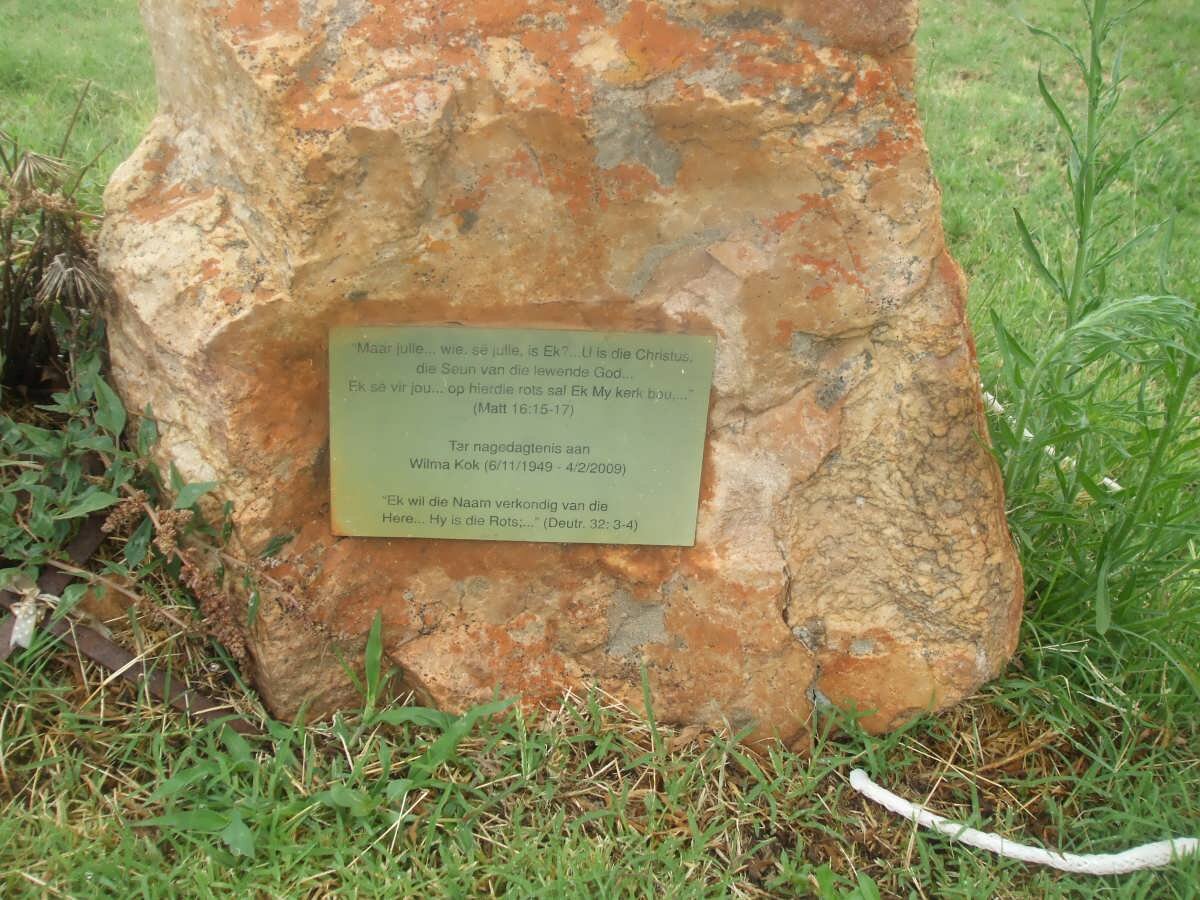 "Maar julle... wie. sê julle, is Ek?...U is die Christus,
die Seun van die lewende God...
Ek sê vir jou... op hierdie rots sal Ek My kerk bou,..."
(Matt 16:15-17)
Tar nagedagtenis aan
Wilma Kok (6/11/1949 - 4/2/2009)
"Ek wil die Naam verkondig van die
Here... Hy is die Rots;..." (Deutr. 32: 3-4)